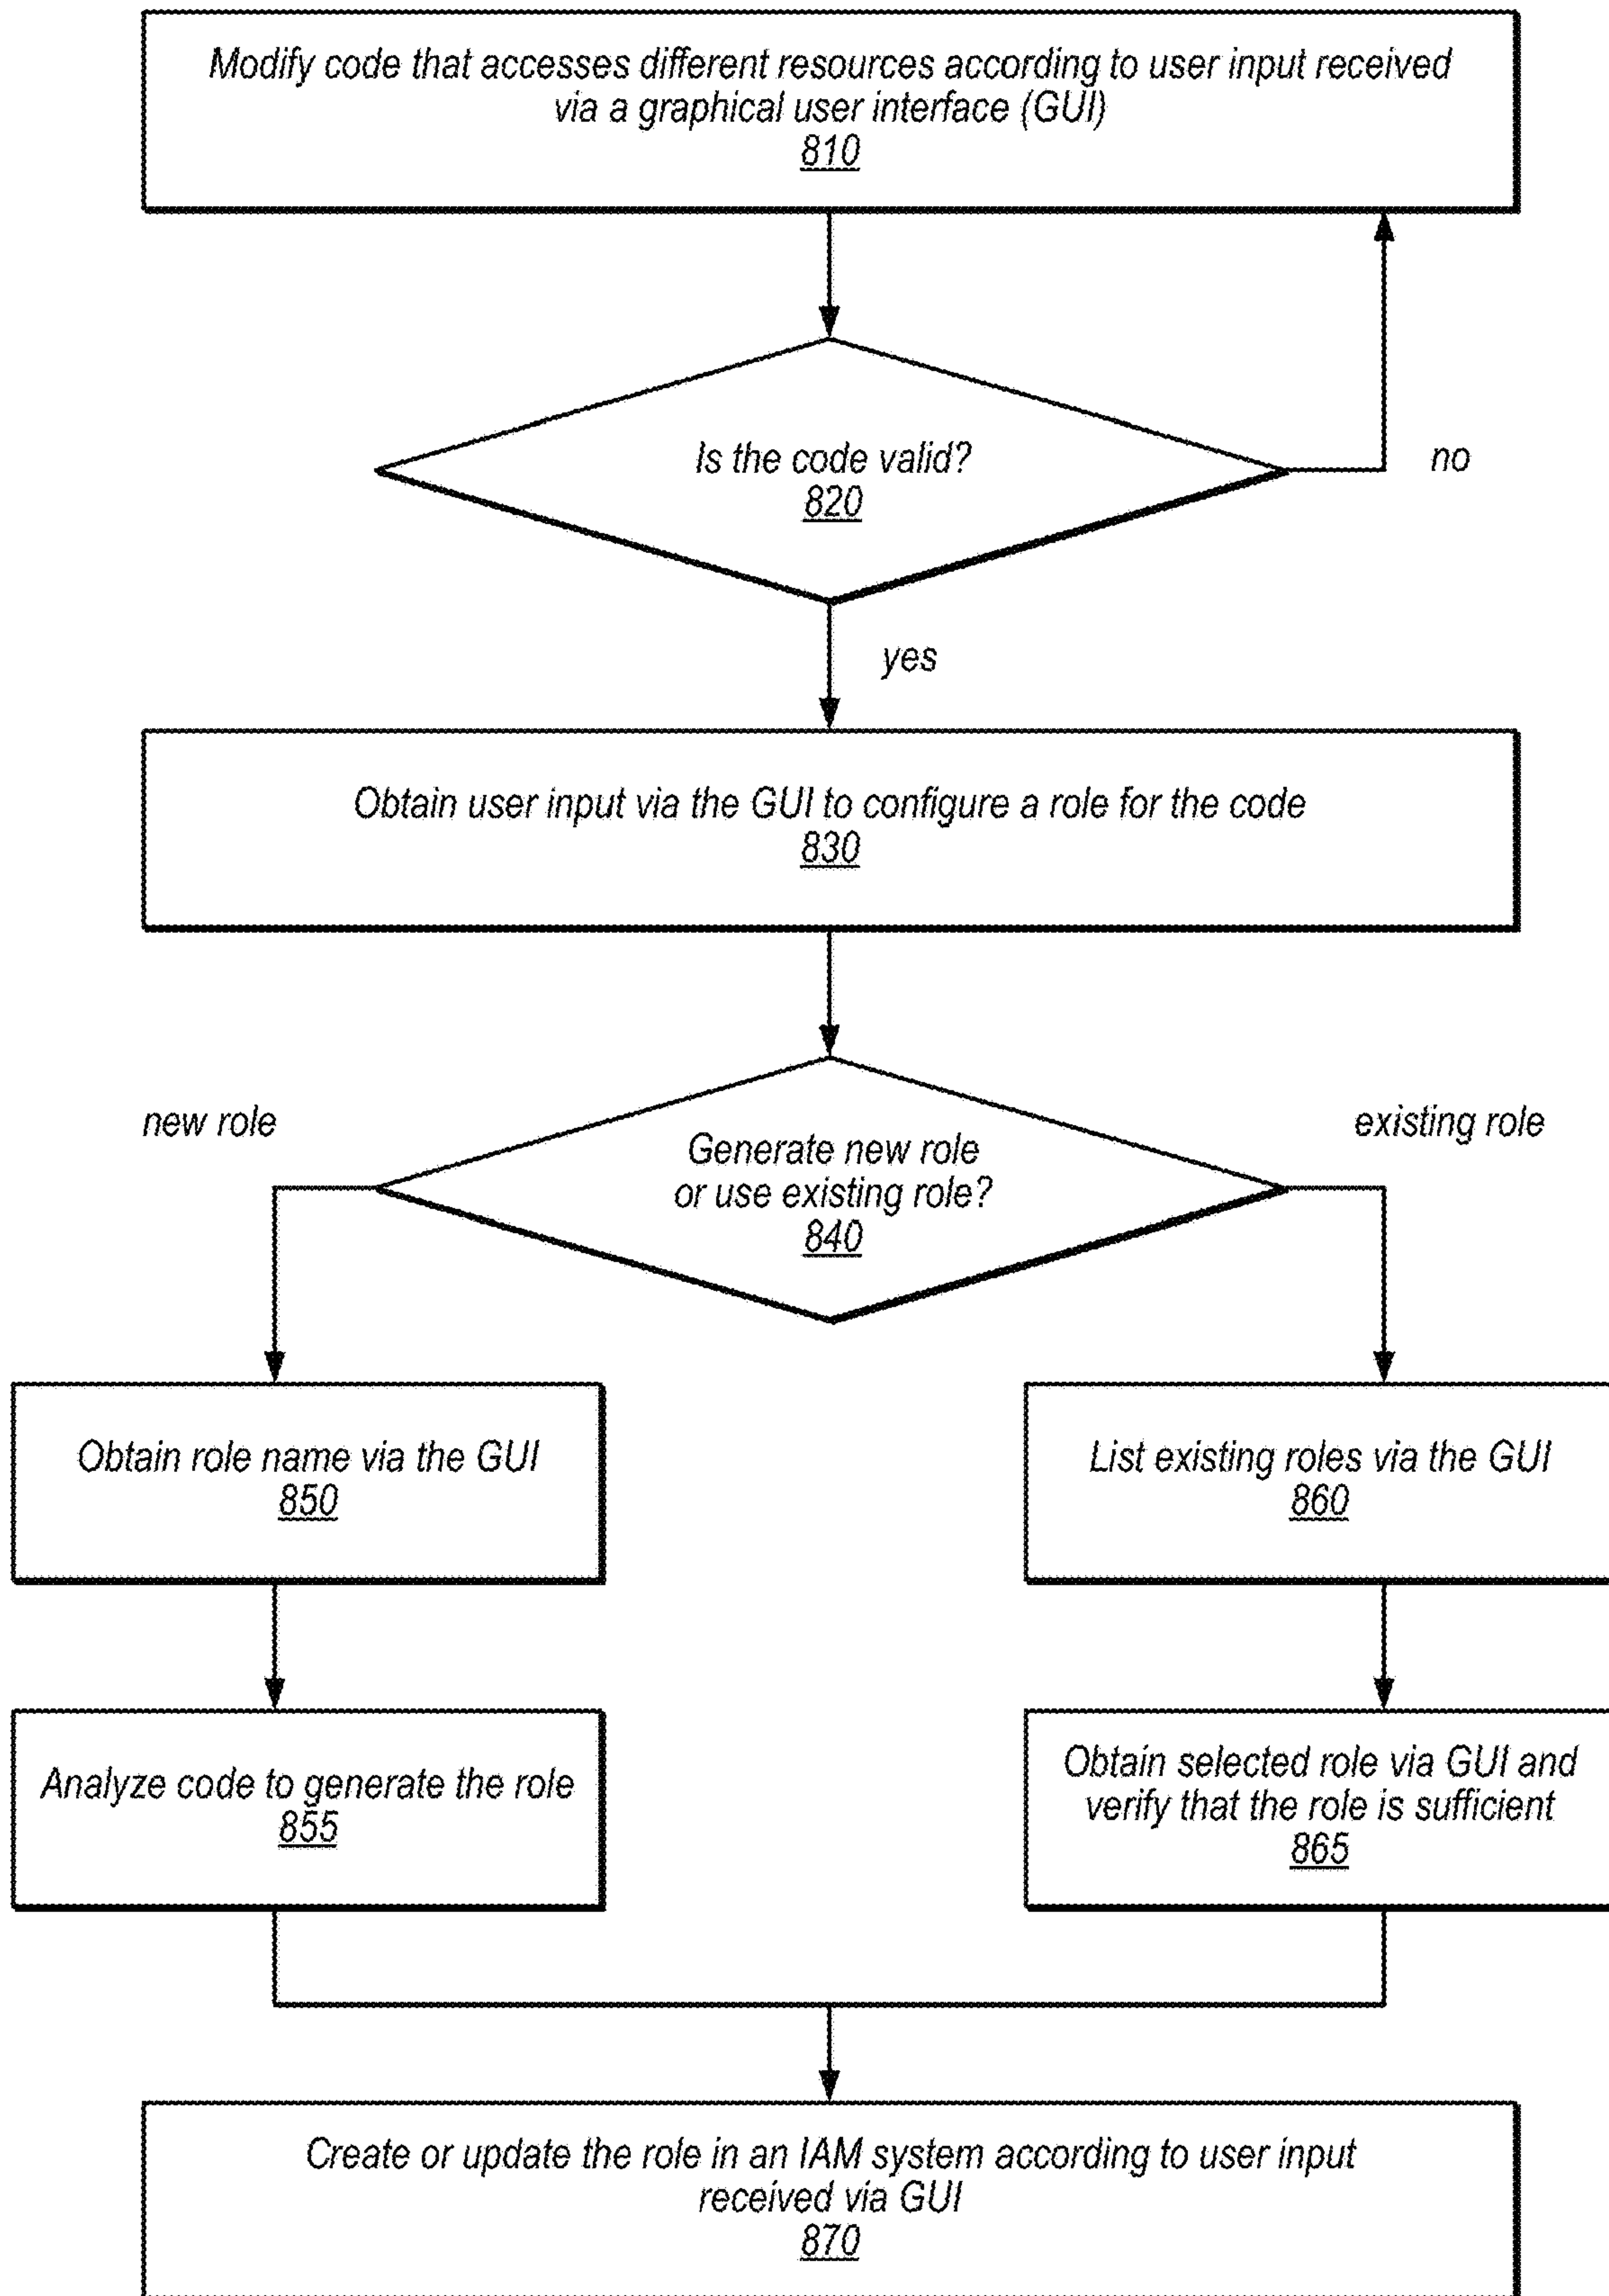 Modify code that accesses different resources according to user input received
via a graphical user interface (GUI)
810
Is the code valid?
820
no
yes
Obtain user input via the GUI to configure a role for the code
830
new role
existing role
Generate new role
or use existing role?
840
Obtain role name via the GUI
850
List existing roles via the GUI
860
Analyze code to generate the role
855
Obtain selected role via GUI and
verify that the role is sufficient
865
Create or update the role in an IAM system according to user input
received via GUI
870